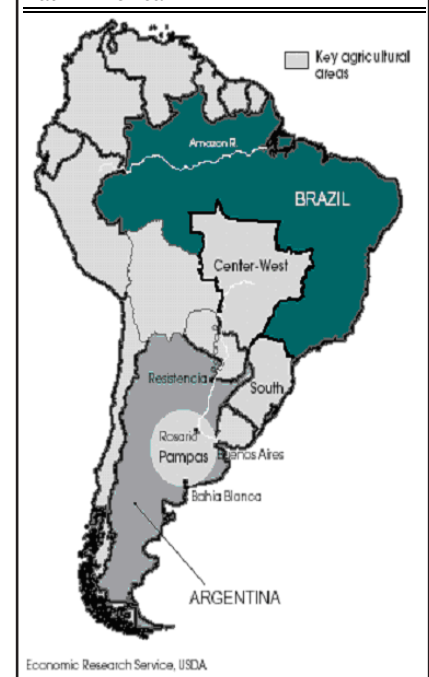 Key agricultural
areas
Amazon R.
BRAZIL
Center-West
Resistencia
South
Rosario
Pampas
Buenos Aires
Bahia Blanca
ARGENTINA
Economic Research Service, USDA